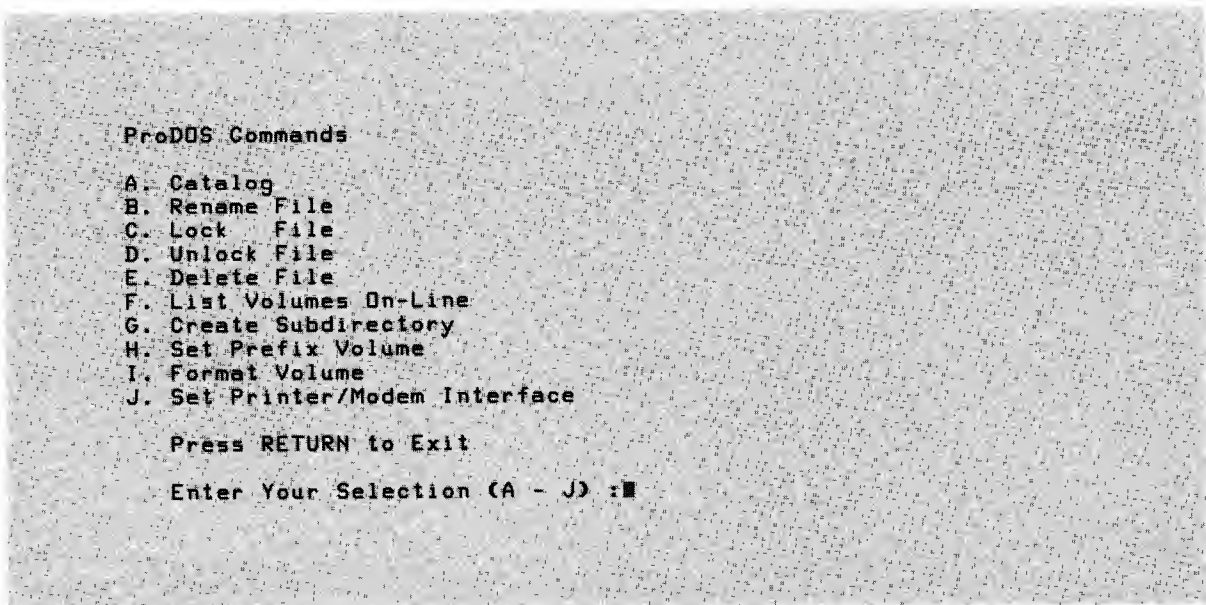 ProDOS Commands
A. Catalog
B. Rename File
C. Lock   File
D. Unlock File
E. Delete File
F. List Volumes On-Line
G. Create Subdirectory
H. Set Prefix Volume
I. Format Volume
J. Set Printer/Modem Interface
Press RETURN to Exit
Enter Your Selection (A - J) :